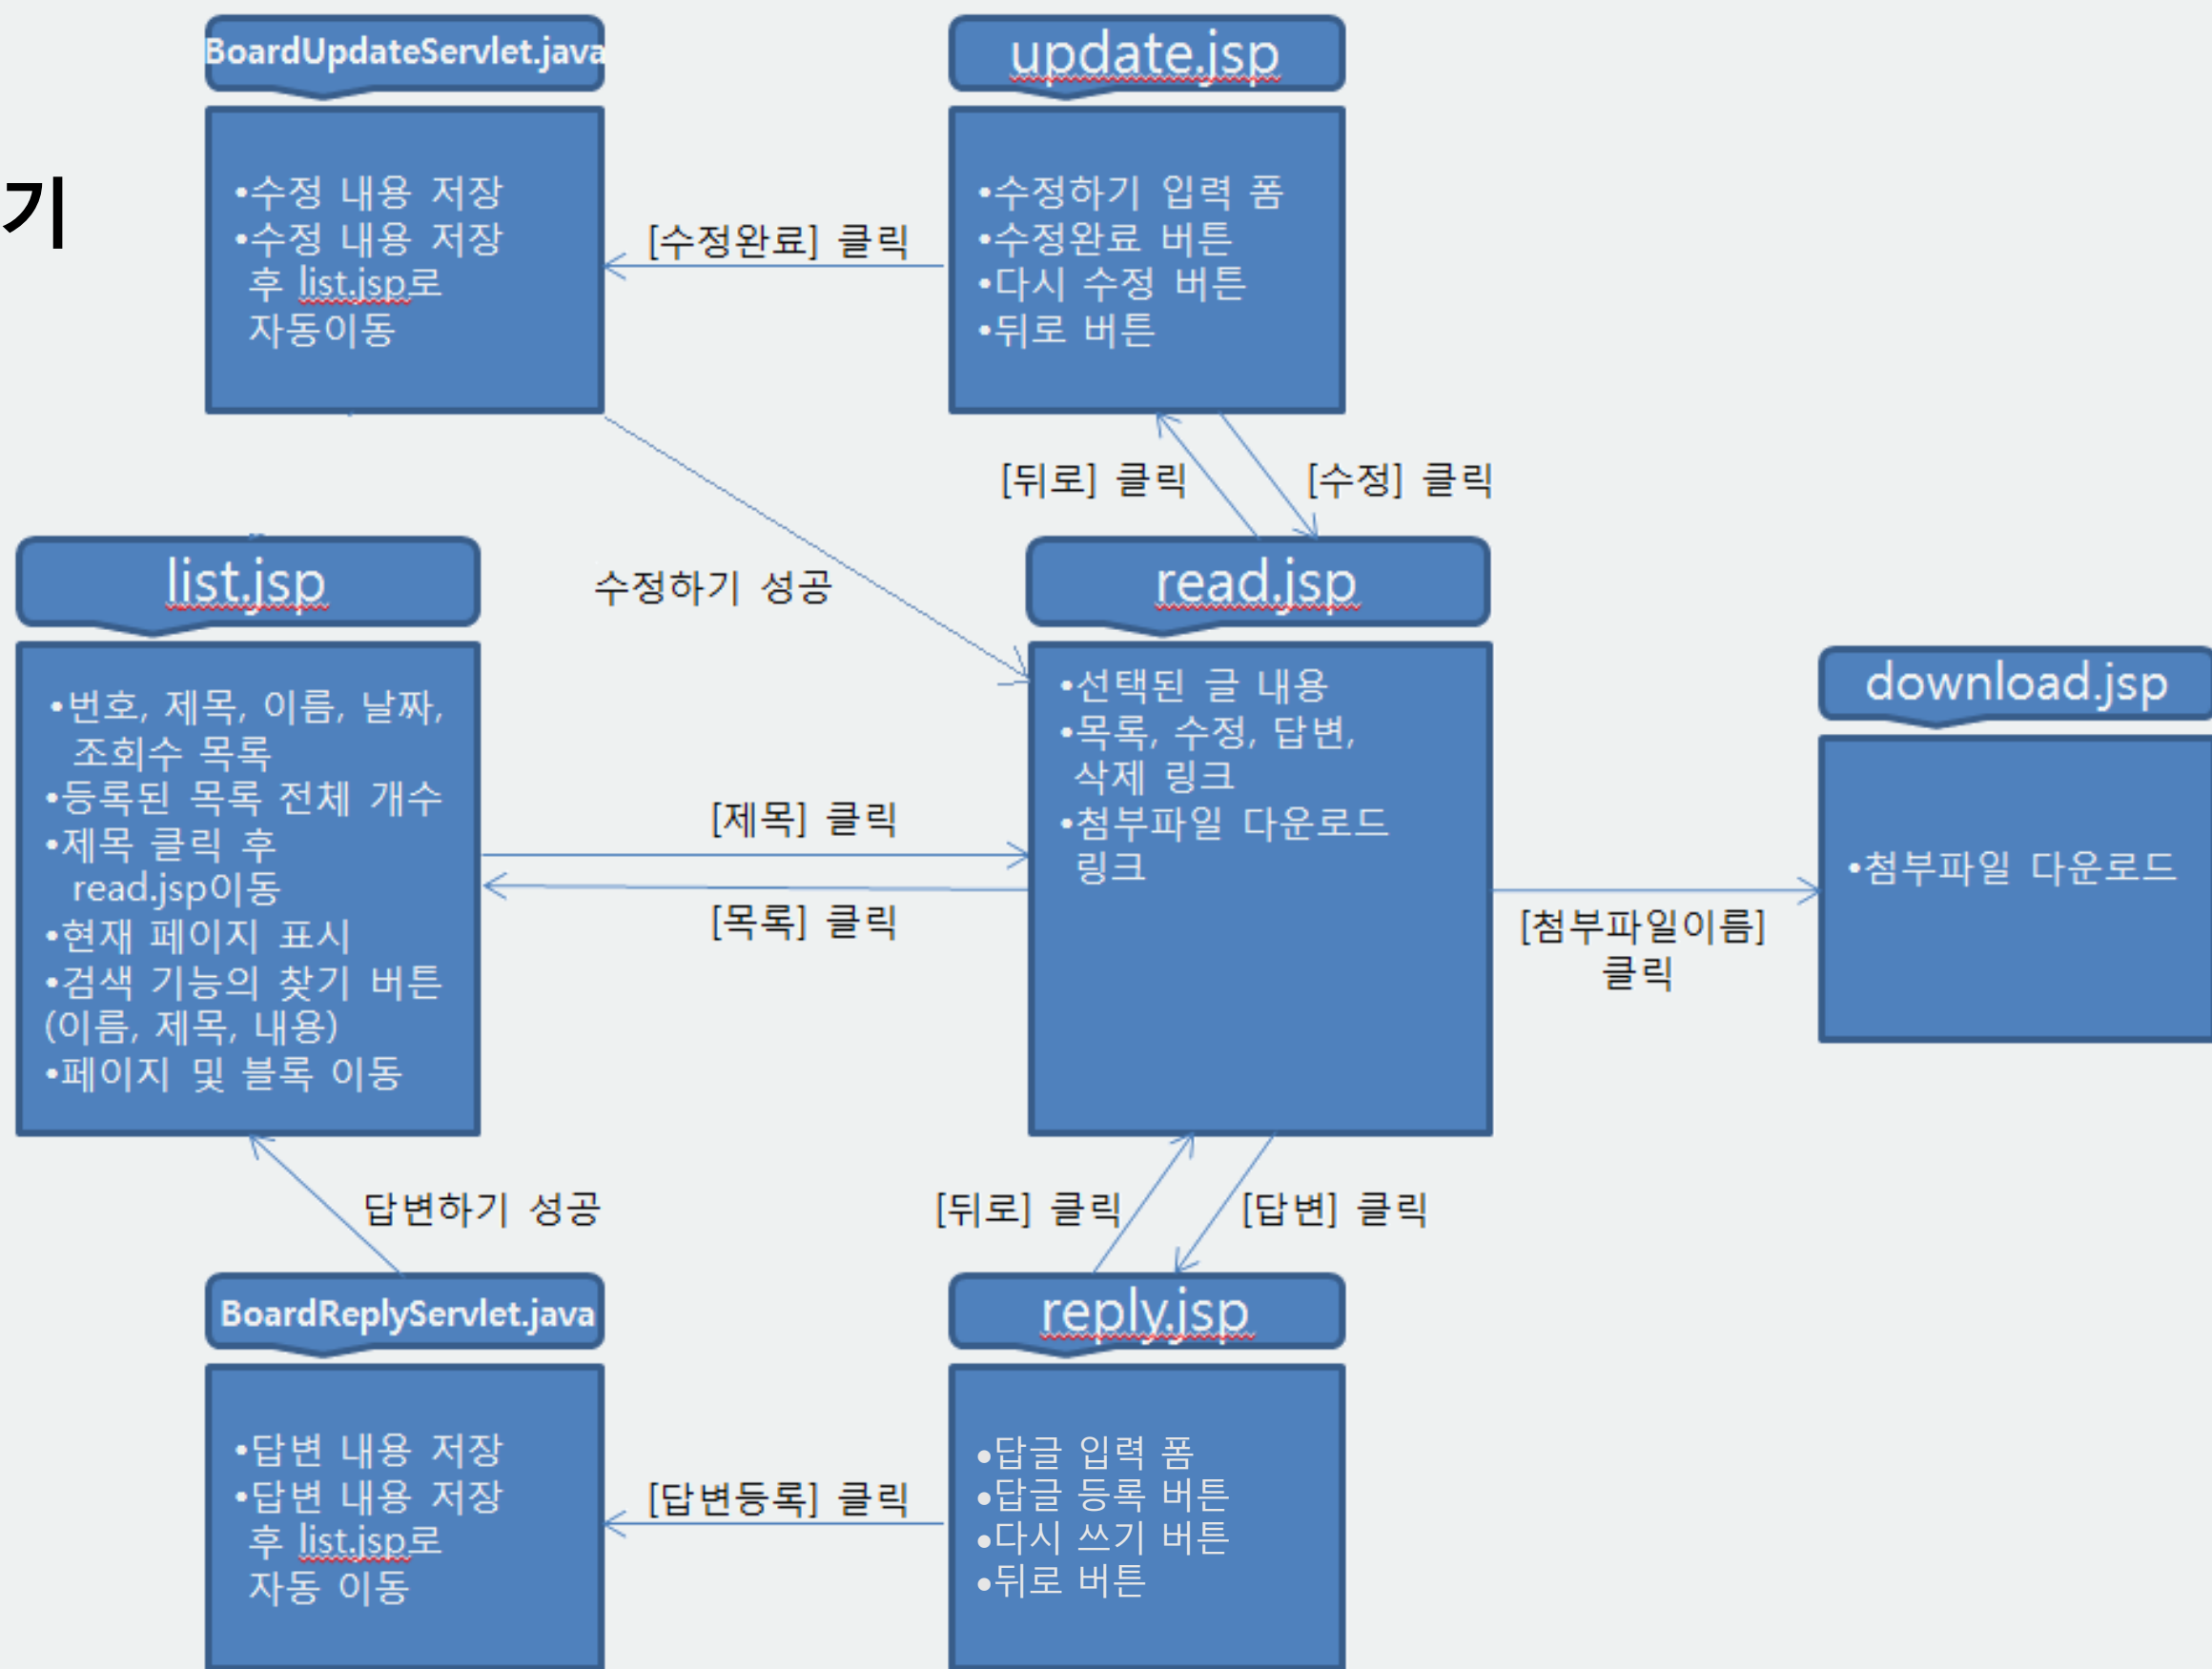 BoardUpdateServlet.java
update.jsp
기
•수정 내용 저장
•수정 내용 저장
후 list.jsp로
자동이동
[수정완료] 클릭
•수정하기 입력 폼
•수정완료 버튼
•다시 수정 버튼
•뒤로 버튼
[뒤로] 클릭
[수정] 클릭
list.jsp
수정하기 성공
read.jsp
download.jsp
•번호, 제목, 이름, 날짜,
조회수 목록
•등록된 목록 전체 개수
•제목 클릭 후
read.jsp이동
•현재 페이지 표시
•검색 기능의 찾기 버튼
(이름, 제목, 내용)
•페이지 및 블록 이동
[제목] 클릭
[목록] 클릭
•선택된 글 내용
•목록, 수정, 답변,
삭제 링크
•첨부파일 다운로드
링크
[첨부파일이름]
클릭
•첨부파일 다운로드
답변하기 성공
[뒤로] 클릭
[답변] 클릭
BoardReplyServlet.java
reply.jsp
•답변 내용 저장
•답변 내용 저장
후 list.jsp로
자동 이동
[답변등록] 클릭
•답글 입력 폼
•답글 등록 버튼
•다시 쓰기 버튼
•뒤로 버튼